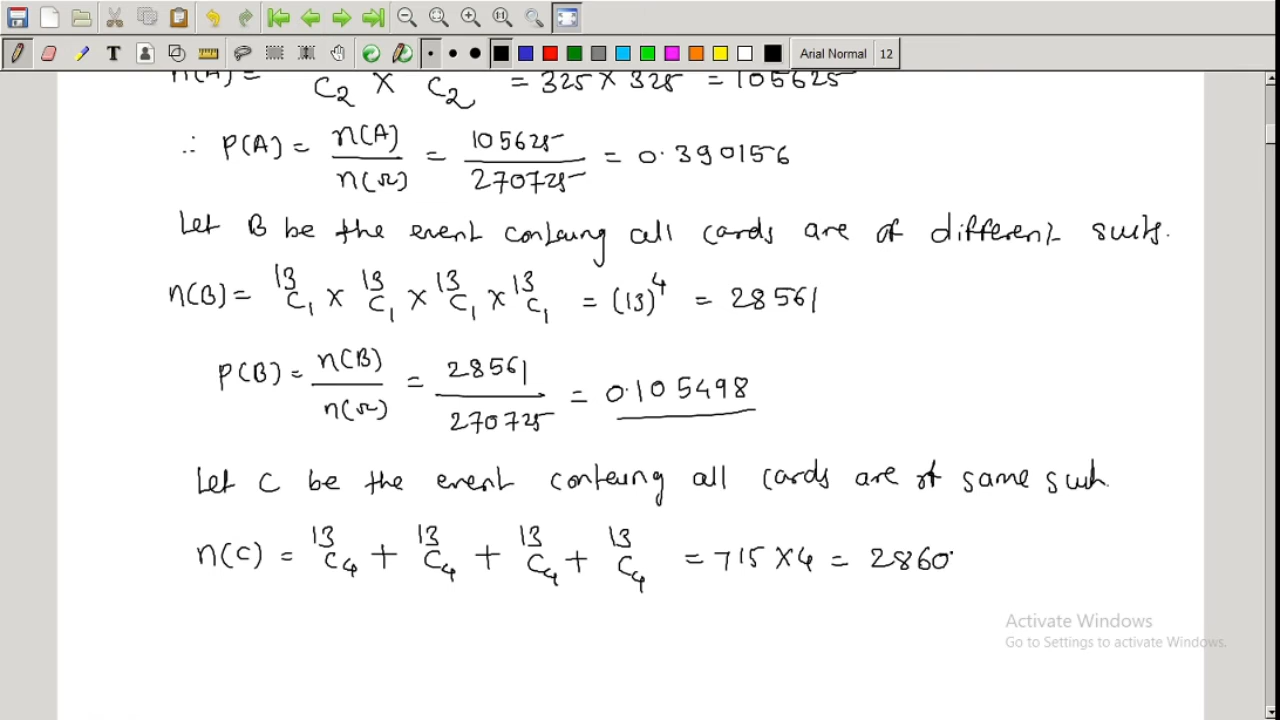 Arial Normal 12
n(A) = C2 × C2 = 325 × 325 = 105625
∴ P(A) = n(A)/n(Ω) = 105625/270725 = 0.390156
Let B be the event contaung all cards are of different suits.
n(B) = 13C1 × 13C1 × 13C1 × 13C1 = (13)^4 = 28561
P(B) = n(B)/n(Ω) = 28561/270725 = 0.105498
Let C be the event conteung all cards are of same suit.
n(C) = 13C4 + 13C4 + 13C4 + 13C4 = 715 × 4 = 2860
Activate Windows
Go to Settings to activate Windows.